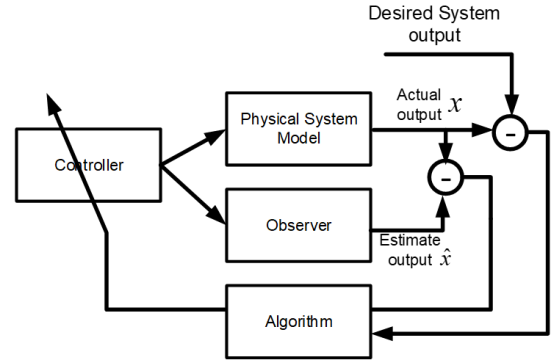 Desired System
output
Actual
output x
Physical System
Model
-
Controller
-
Observer
Estimate
output x̂
Algorithm